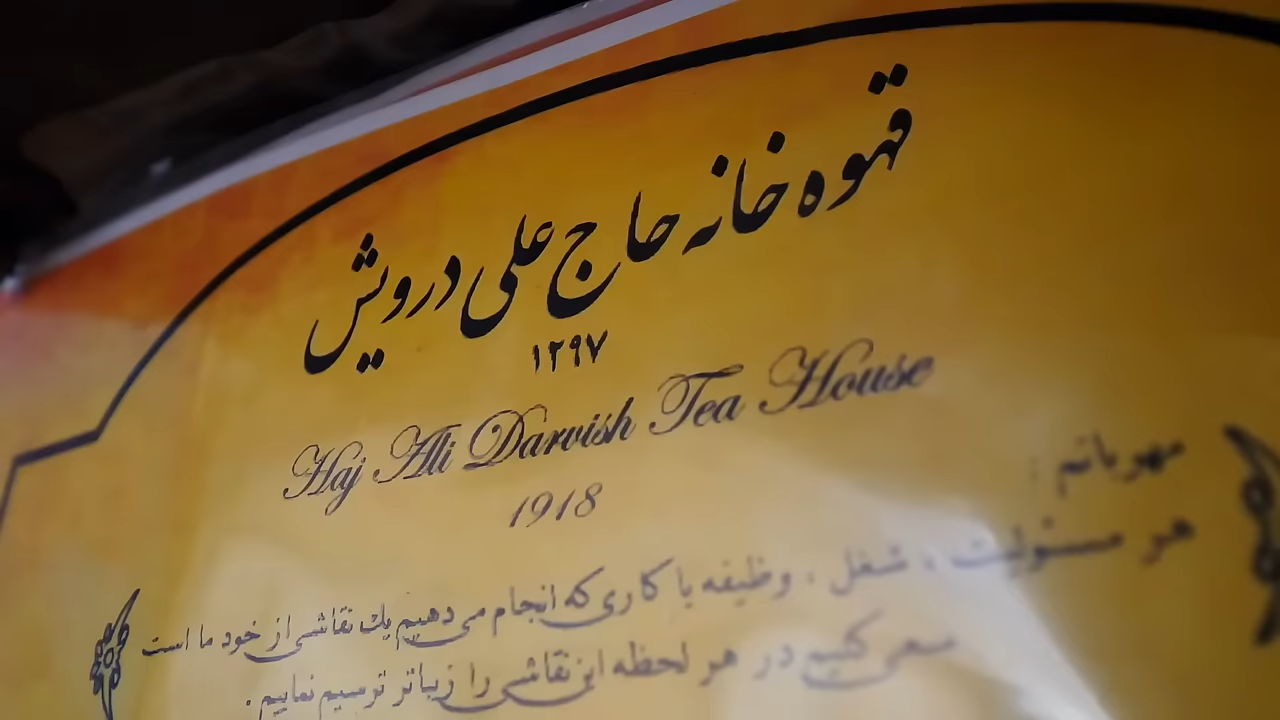 قهوه خانه حاج علی درویش
۱۲۹۷
Haj Ali Darvish Tea House
1918
مهربانم :
هر مسئولیت ، شغل ، وظیفه یا کاری که انجام می دهیم یک نقاشی از خود ما است
سعی کنیم در هر لحظه این نقاشی را زیباتر ترسیم نماییم .